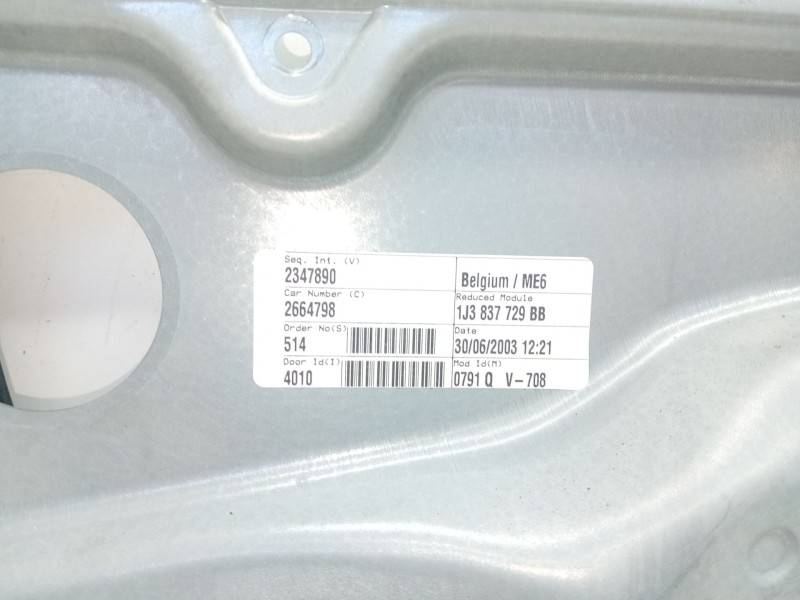 Seq. Int. (V)
2347890
Belgium / ME6
Car Number (C)
2664798
Reduced Module
1J3 837 729 BB
Order No(S)
514
Date
30/06/2003 12:21
Door Id(I)
4010
Mod Id(M)
0791 Q V-708